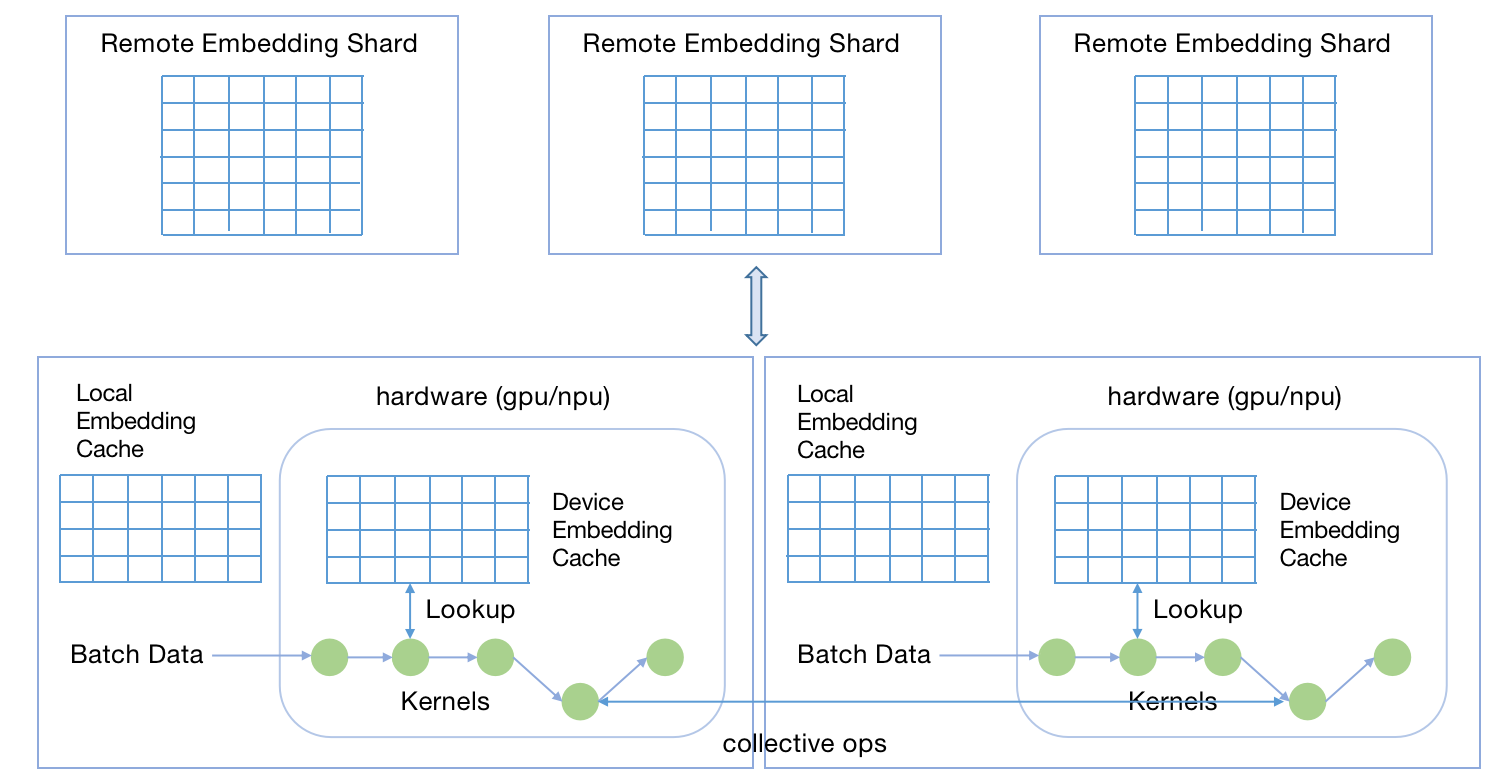 Remote Embedding Shard
Remote Embedding Shard
Remote Embedding Shard
Local
Embedding
Cache
hardware (gpu/npu)
Device
Embedding
Cache
Lookup
Batch Data
Kernels
Local
Embedding
Cache
hardware (gpu/npu)
Device
Embedding
Cache
Lookup
Batch Data
Kernels
collective ops